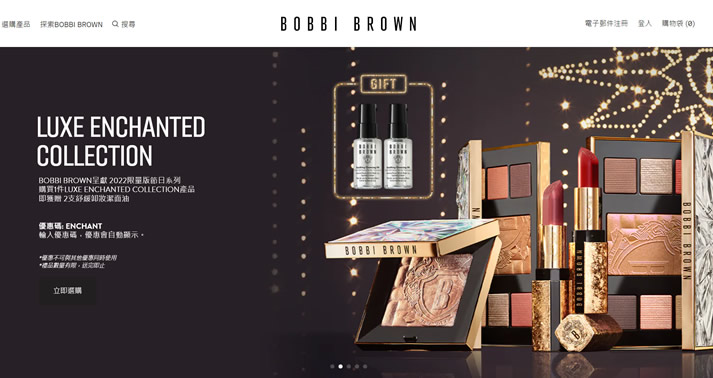 選購產品 探索BOBBI BROWN 搜尋
BOBBI BROWN
電子郵件註冊 登入 購物袋 (0)
GIFT
BOBBI
BROWN
BOBBI
BROWN
LUXE ENCHANTED
COLLECTION
BOBBI BROWN呈獻 2022限量版節日系列
購買1件LUXE ENCHANTED COLLECTION產品
即獲贈 2支舒緩卸妝潔面油
優惠碼: ENCHANT
輸入優惠碼、優惠會自動顯示。
*優惠不可與其他優惠同時使用
*禮品數量有限，送完即止
立即選購
BOBBI BROWN
BOBBI BROWN
BOBBI BROWN
B
B